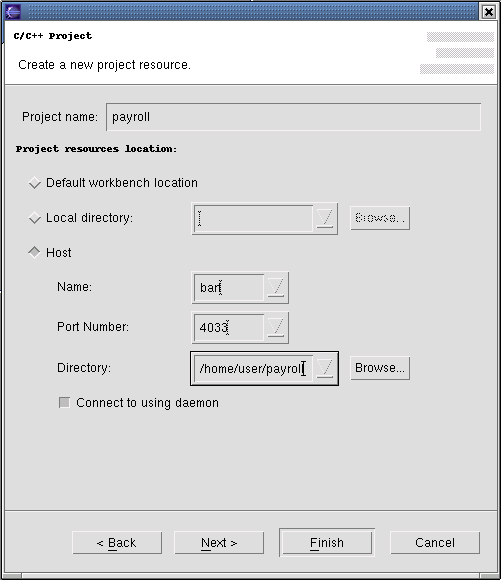 C/C++ Project
Create a new project resource.
Project name: payroll
Project resources location:
Default workbench location
Local directory: Browse...
Host
Name: bar
Port Number: 4033
Directory: /home/user/payroll Browse...
Connect to using daemon
< Back Next > Finish Cancel